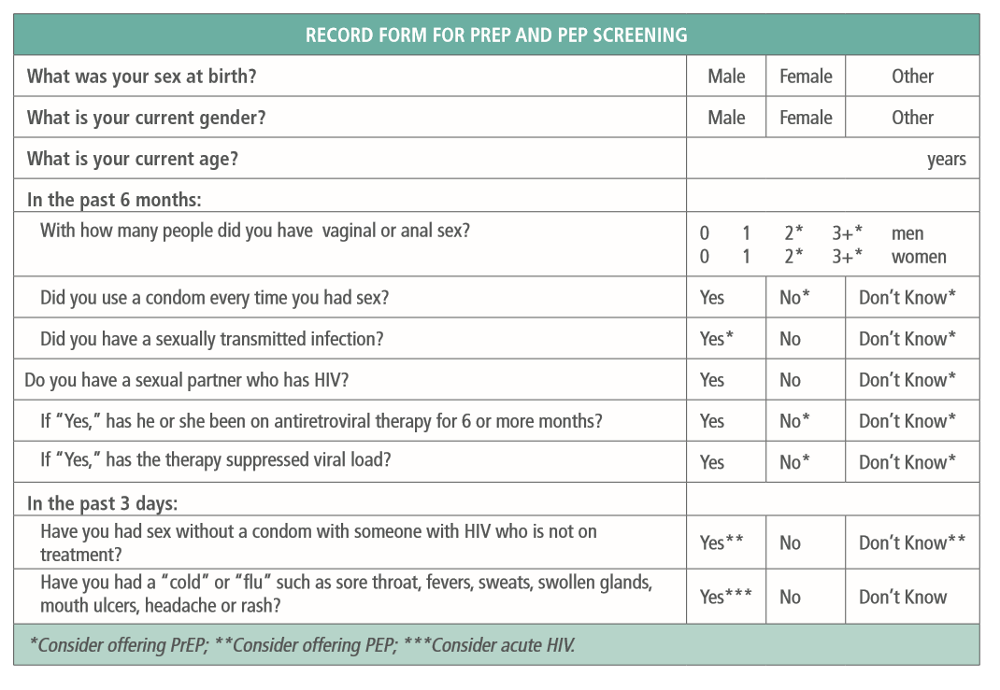 RECORD FORM FOR PREP AND PEP SCREENING
What was your sex at birth? Male Female Other
What is your current gender? Male Female Other
What is your current age? years
In the past 6 months:
With how many people did you have vaginal or anal sex? 0 1 2* 3+* men
0 1 2* 3+* women
Did you use a condom every time you had sex? Yes No* Don't Know*
Did you have a sexually transmitted infection? Yes* No Don't Know*
Do you have a sexual partner who has HIV? Yes No Don't Know*
If “Yes,” has he or she been on antiretroviral therapy for 6 or more months? Yes No* Don't Know*
If “Yes,” has the therapy suppressed viral load? Yes No* Don't Know*
In the past 3 days:
Have you had sex without a condom with someone with HIV who is not on
treatment? Yes** No Don't Know**
Have you had a “cold” or “flu” such as sore throat, fevers, sweats, swollen glands,
mouth ulcers, headache or rash? Yes*** No Don't Know
*Consider offering PrEP; **Consider offering PEP; ***Consider acute HIV.